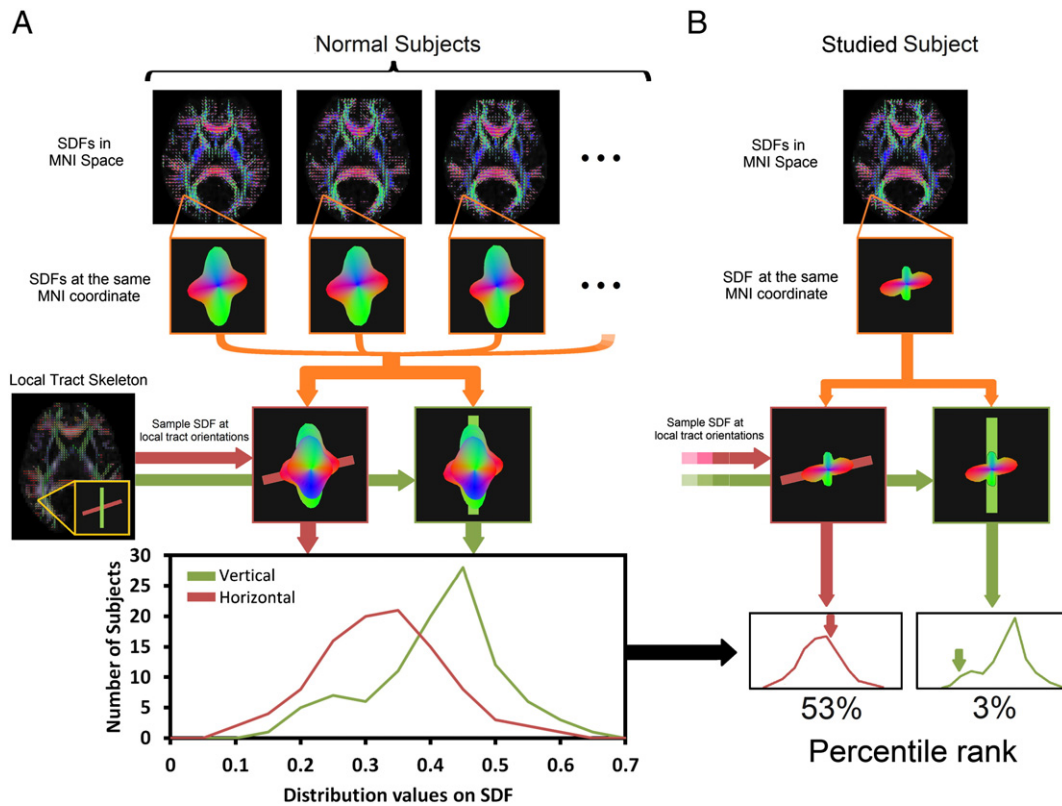 A
Normal Subjects
SDFs in
MNI Space
SDFs at the same
MNI coordinate
Local Tract Skeleton
Sample SDF at
local tract orientations
Number of Subjects
30
25
20
15
10
5
0
Vertical
Horizontal
0 0.1 0.2 0.3 0.4 0.5 0.6 0.7
Distribution values on SDF
B
Studied Subject
SDFs in
MNI Space
SDF at the same
MNI coordinate
Sample SDF at
local tract orientations
53% 3%
Percentile rank